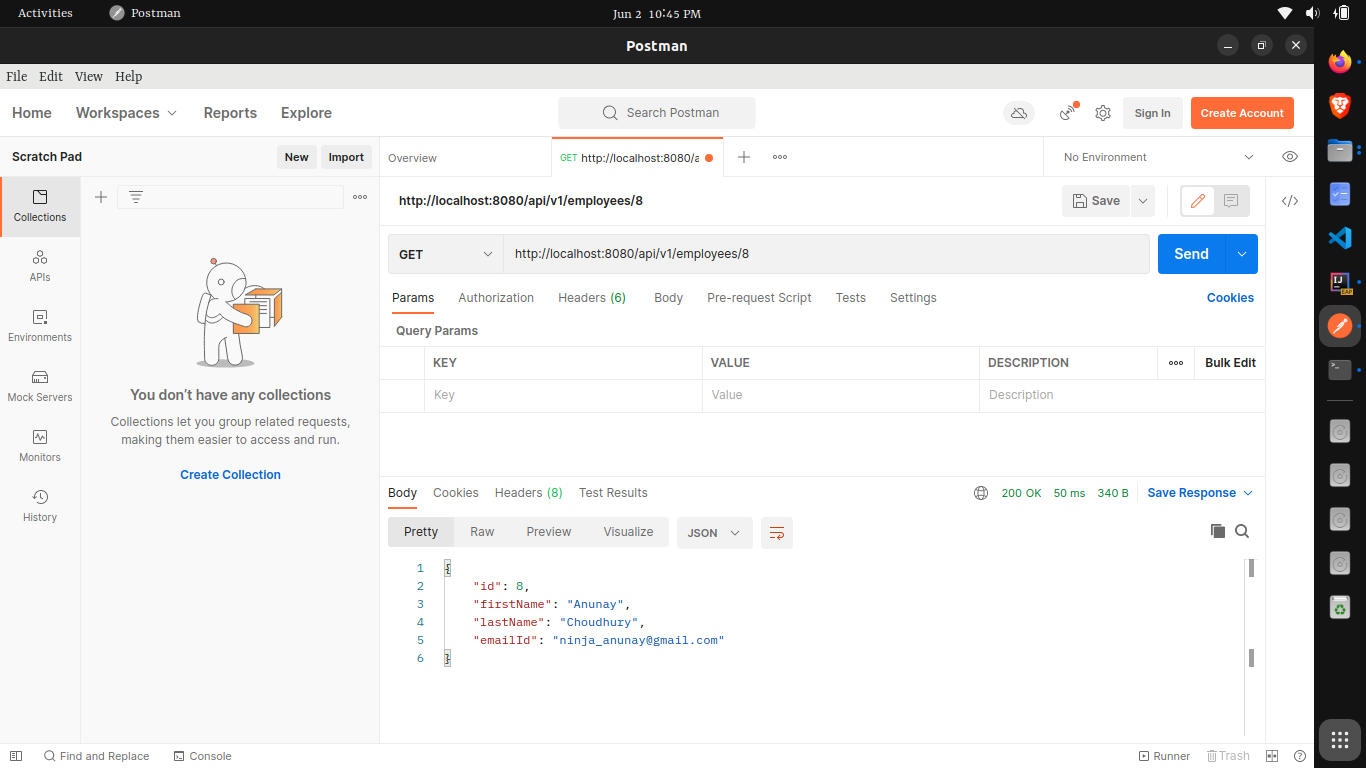 Activities Postman Jun 2 10:45 PM
Postman
File Edit View Help
Home Workspaces Reports Explore Search Postman Sign In Create Account
Scratch Pad New Import Overview GET http://localhost:8080/a No Environment
Collections
APIs
Environments
Mock Servers
Monitors
History
You don’t have any collections
Collections let you group related requests,
making them easier to access and run.
Create Collection
http://localhost:8080/api/v1/employees/8 Save
GET http://localhost:8080/api/v1/employees/8 Send
Params Authorization Headers (6) Body Pre-request Script Tests Settings Cookies
Query Params
KEY VALUE DESCRIPTION Bulk Edit
Key Value Description
Body Cookies Headers (8) Test Results 200 OK 50 ms 340 B Save Response
Pretty Raw Preview Visualize JSON
1 {
2 "id": 8,
3 "firstName": "Anunay",
4 "lastName": "Choudhury",
5 "emailId": "ninja_anunay@gmail.com"
6 }
Find and Replace Console Runner Trash